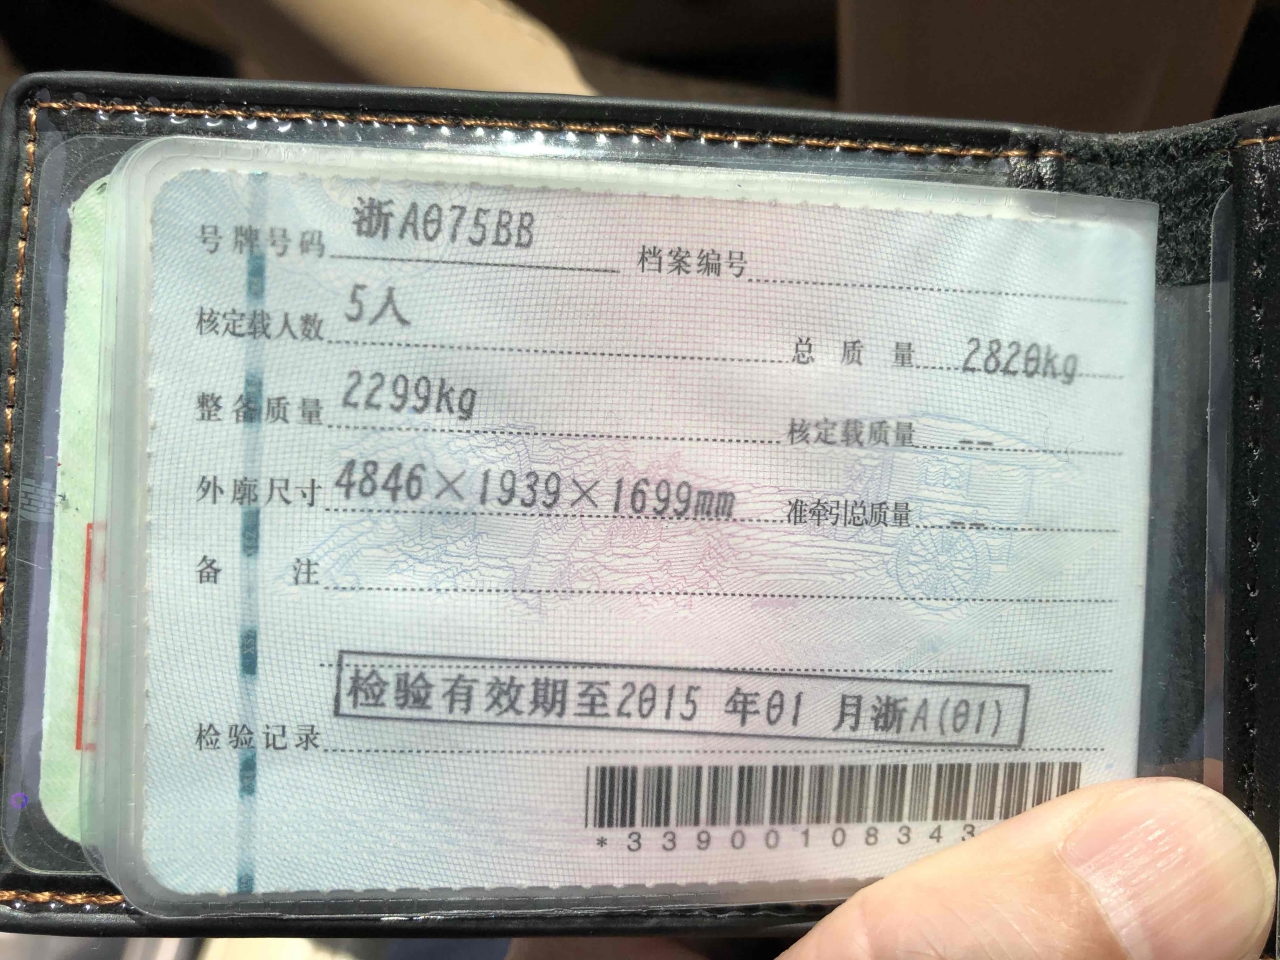 号牌号码 浙A075BB 档案编号
核定载人数 5人 总质量 2820kg
整备质量 2299kg 核定载质量 --
外廓尺寸 4846×1939×1699mm 准牵引总质量 --
备注
检验有效期至2015年01月浙A(01)
检验记录
*33900108343